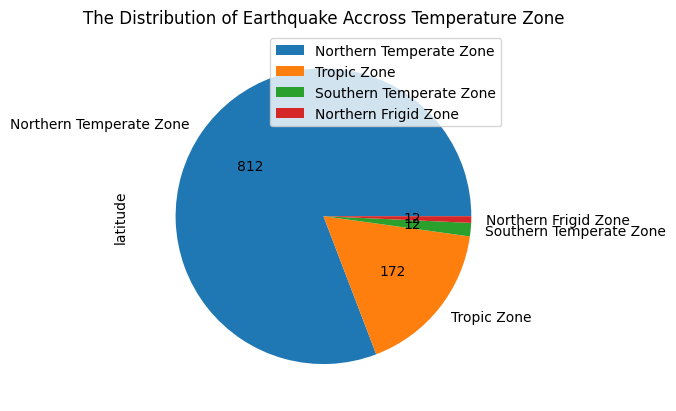 The Distribution of Earthquake Accross Temperature Zone
Northern Temperate Zone
Tropic Zone
Southern Temperate Zone
Northern Frigid Zone
Northern Temperate Zone
812
latitude
12
Northern Frigid Zone
12
Southern Temperate Zone
172
Tropic Zone